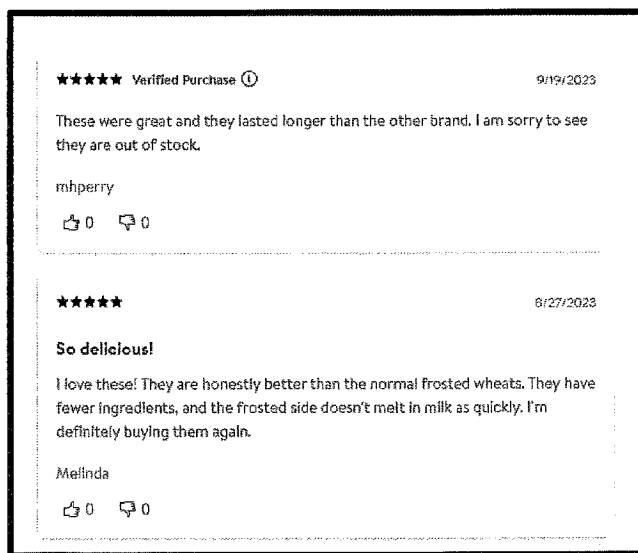 ★★★★★ Verified Purchase ⓘ 9/19/2023
These were great and they lasted longer than the other brand. I am sorry to see
they are out of stock.
mhperry
0 0
★★★★★ 6/27/2023
So delicious!
I love these! They are honestly better than the normal frosted wheats. They have
fewer ingredients, and the frosted side doesn't melt in milk as quickly. I'm
definitely buying them again.
Melinda
0 0